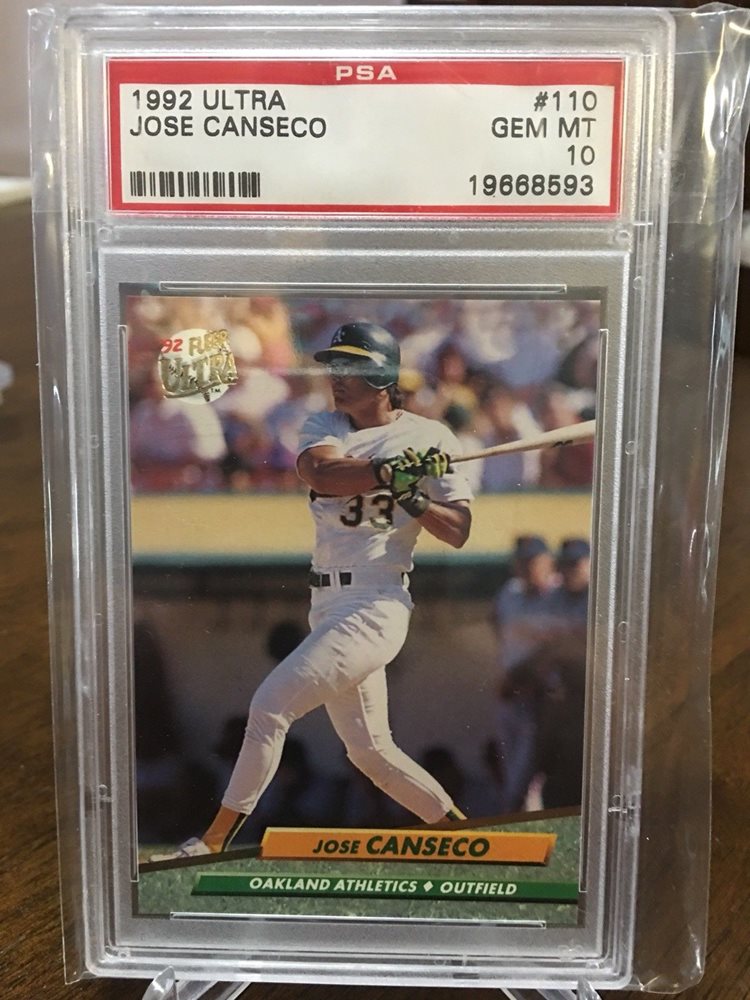 PSA
1992 ULTRA #110
JOSE CANSECO GEM MT
10
19668593
92 FLEER
ULTRA
TM
A's
33
JOSE CANSECO
OAKLAND ATHLETICS ♦ OUTFIELD